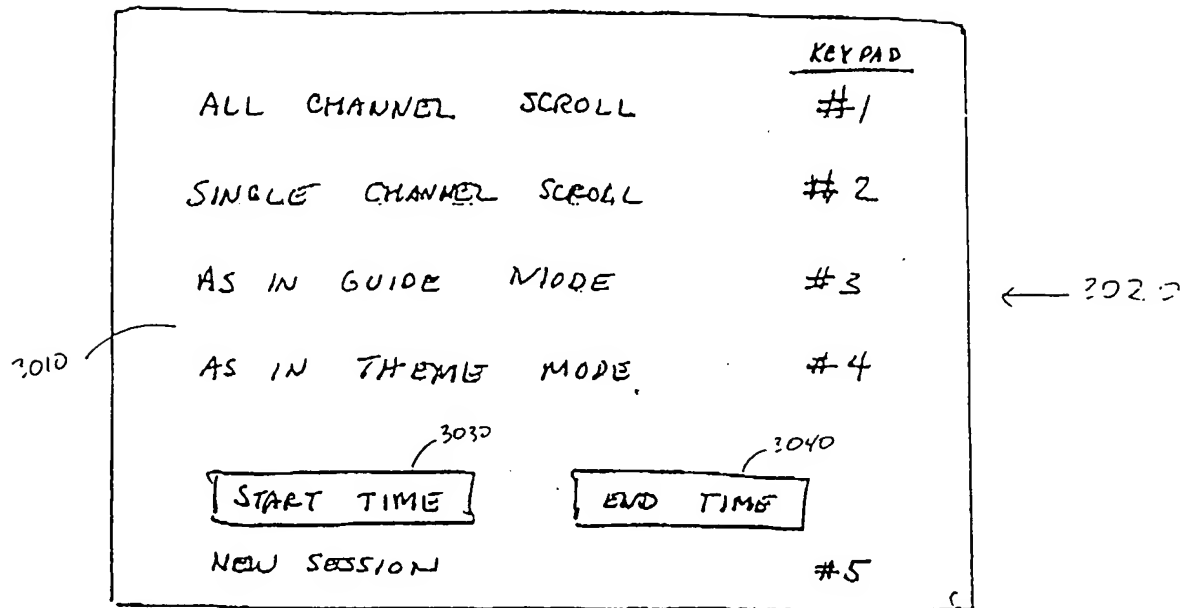 KEYPAD
ALL CHANNEL SCROLL #1
SINGLE CHANNEL SCROLL #2
AS IN GUIDE MODE #3
3020
3010
AS IN THEME MODE. #4
3030 3040
START TIME END TIME
NEW SESSION #5